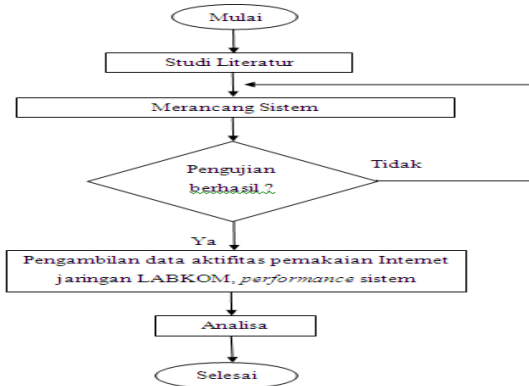 Mulai
Studi Literatur
Merancang Sistem
Pengujian
berhasil ?
Tidak
Ya
Pengambilan data aktifitas pemakaian Internet
jaringan LABKOM, performance sistem
Analisa
Selesai